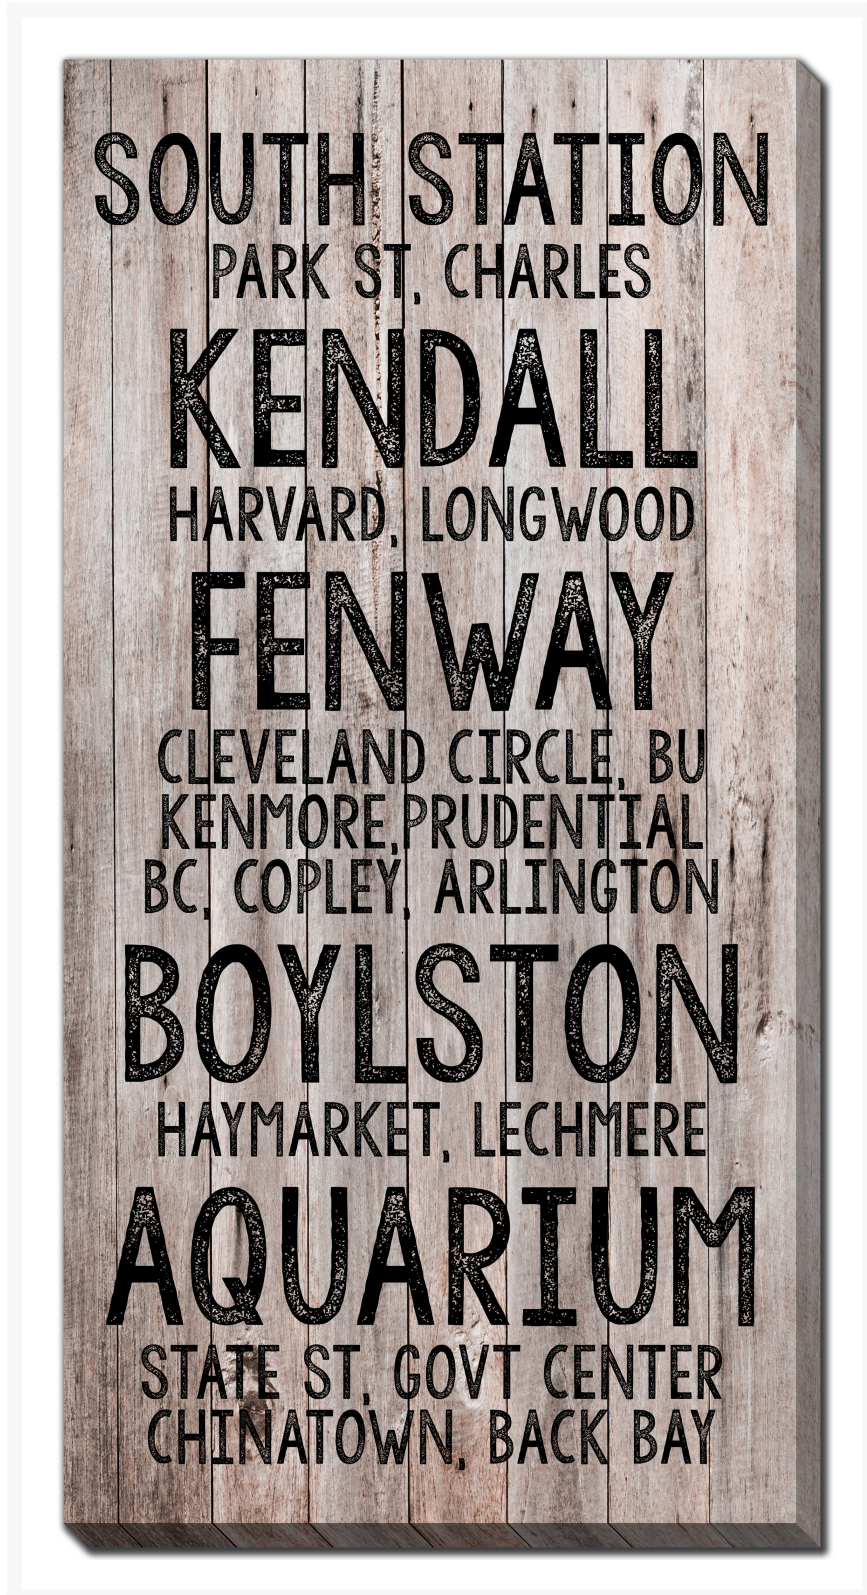 SOUTH STATION
PARK ST, CHARLES
KENDALL
HARVARD, LONGWOOD
FENWAY
CLEVELAND CIRCLE, BU
KENMORE,PRUDENTIAL
BC, COPLEY, ARLINGTON
BOYLSTON
HAYMARKET, LECHMERE
AQUARIUM
STATE ST, GOVT CENTER
CHINATOWN, BACK BAY